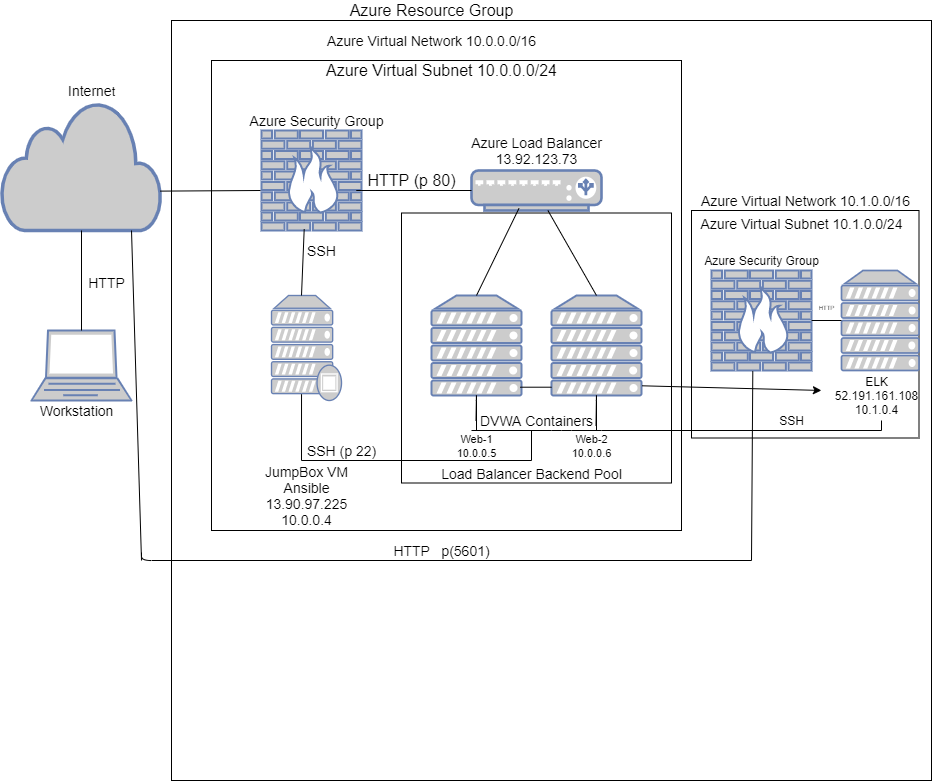 Azure Resource Group
Azure Virtual Network 10.0.0.0/16
Azure Virtual Subnet 10.0.0.0/24
Internet
Azure Security Group
Azure Load Balancer
13.92.123.73
HTTP (p 80)
Azure Virtual Network 10.1.0.0/16
Azure Virtual Subnet 10.1.0.0/24
SSH
Azure Security Group
HTTP
HTTP
Workstation
ELK
52.191.161.108
10.1.0.4
DVWA Containers
SSH
Web-1
10.0.0.5
Web-2
10.0.0.6
SSH (p 22)
Load Balancer Backend Pool
JumpBox VM
Ansible
13.90.97.225
10.0.0.4
HTTP p(5601)